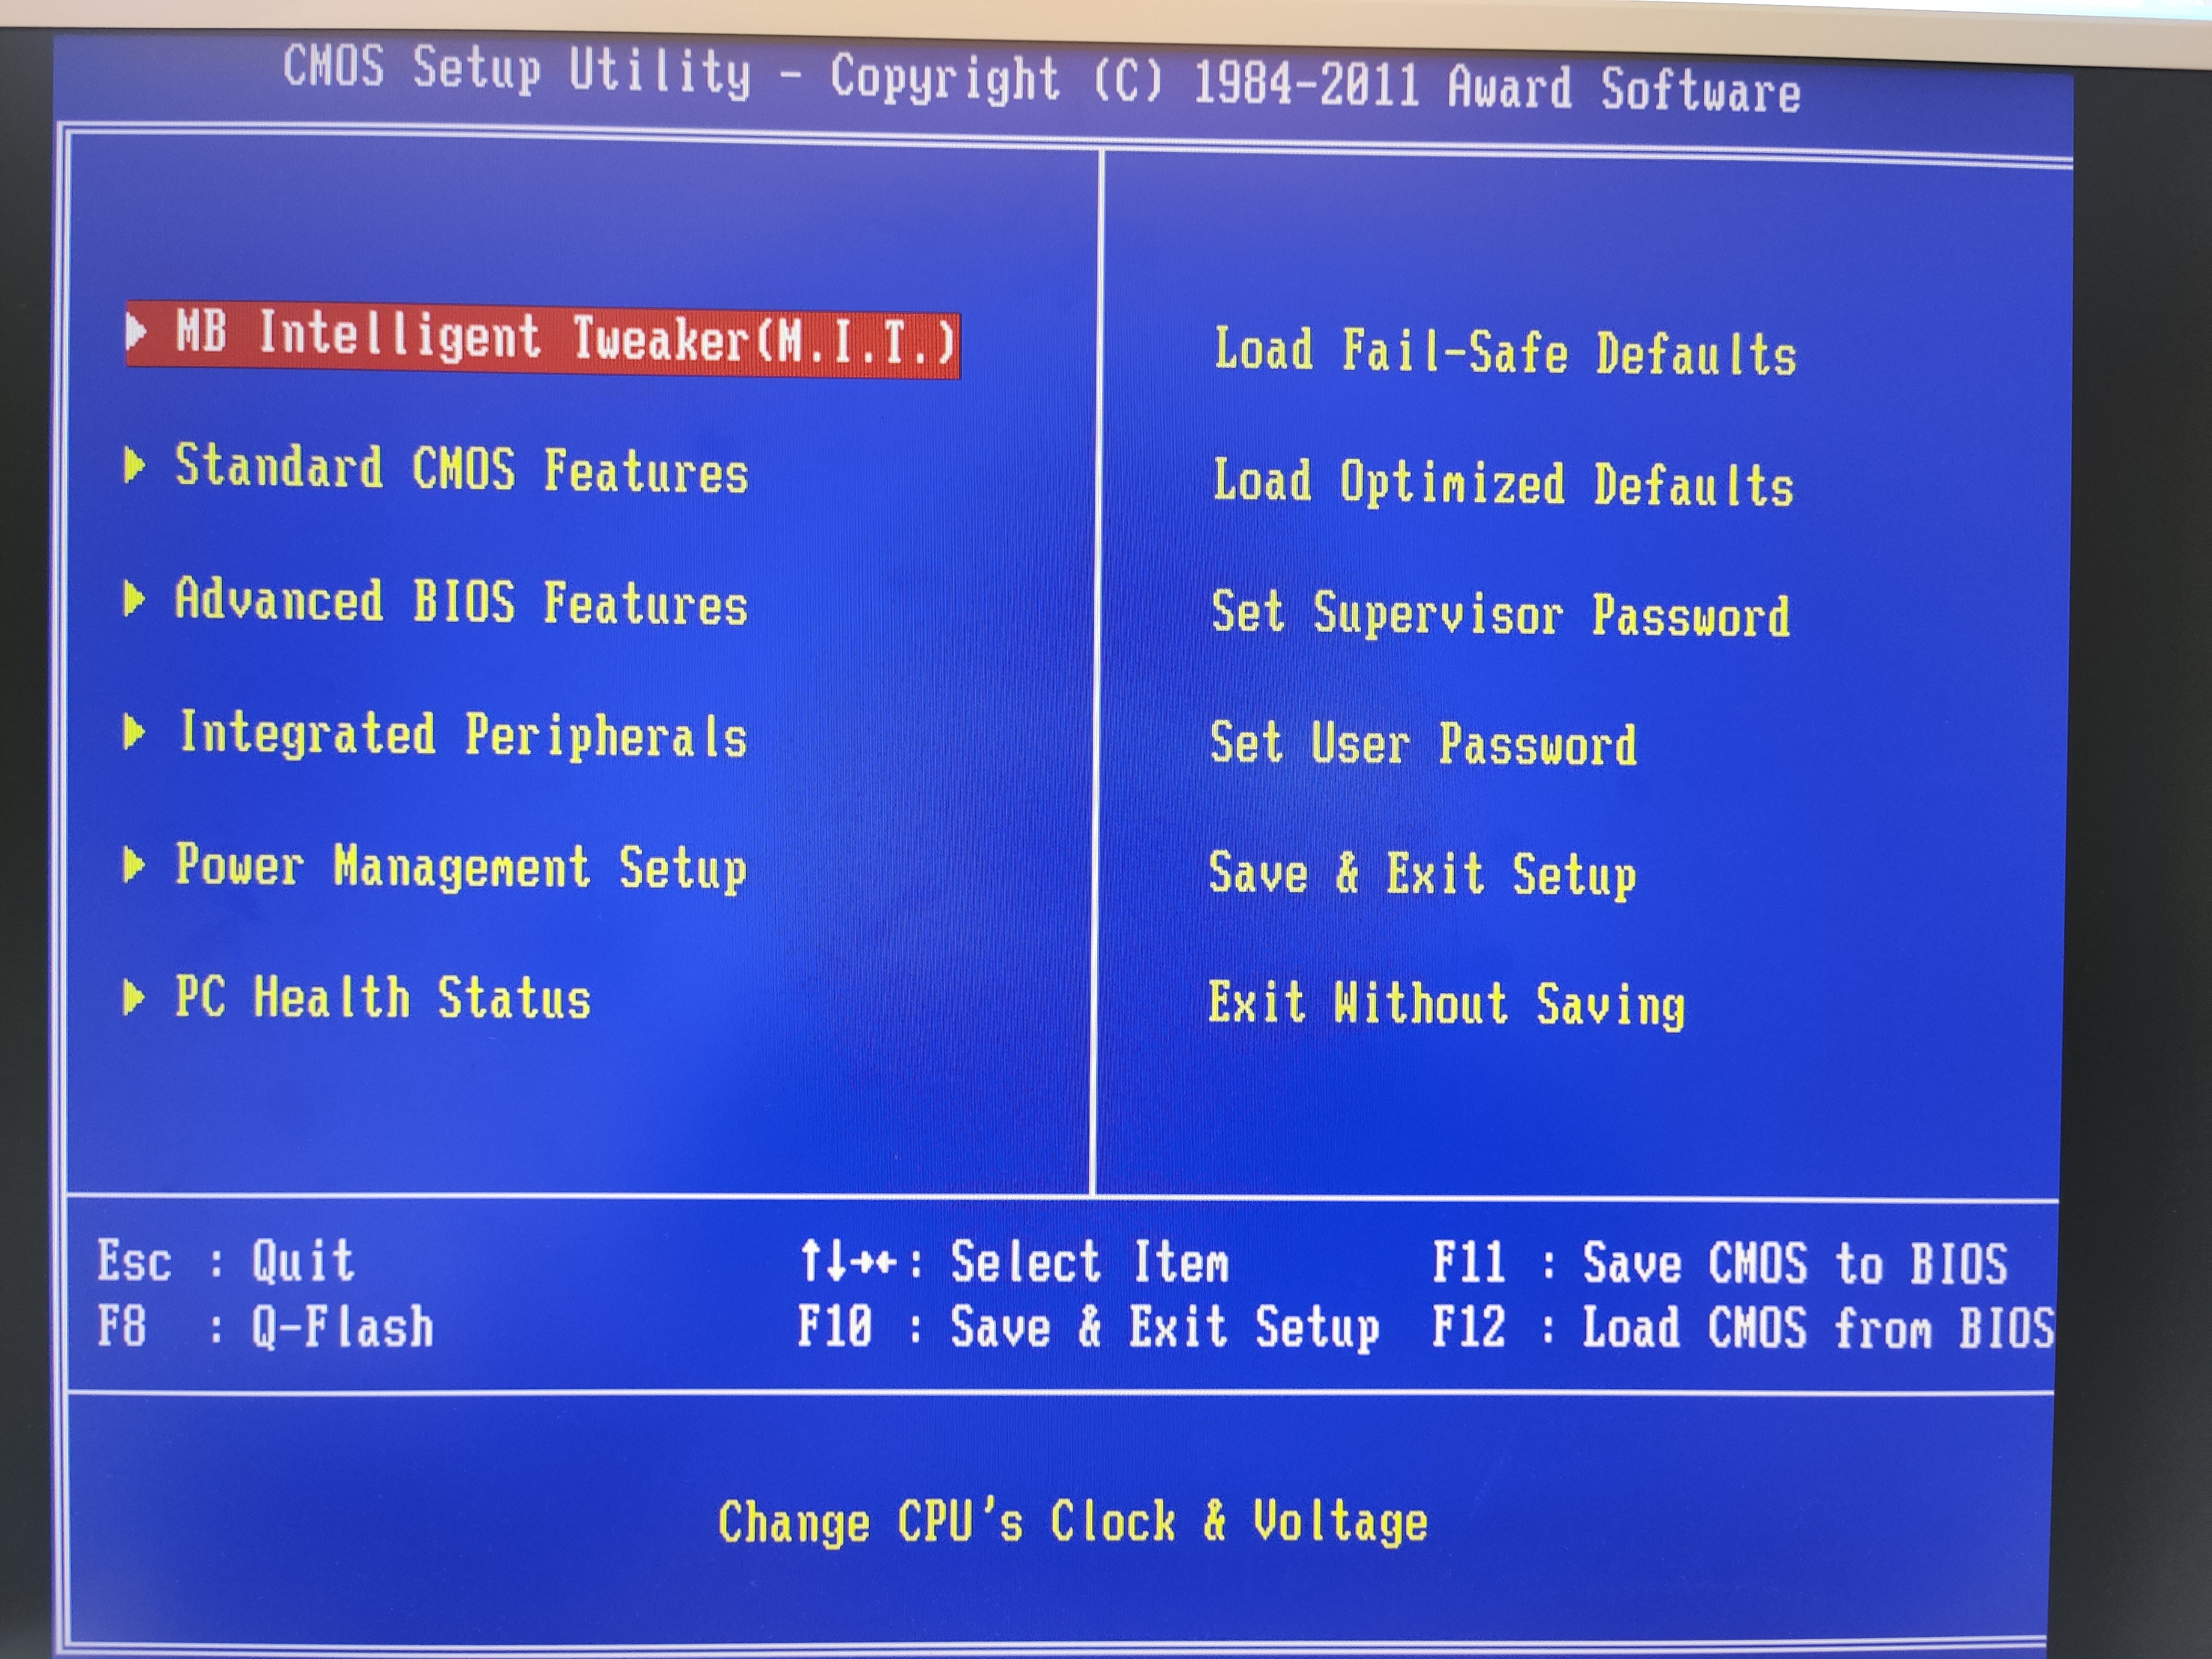 CMOS Setup Utility - Copyright (C) 1984-2011 Award Software
▶ MB Intelligent Tweaker(M.I.T.)
▶ Standard CMOS Features
▶ Advanced BIOS Features
▶ Integrated Peripherals
▶ Power Management Setup
▶ PC Health Status
Load Fail-Safe Defaults
Load Optimized Defaults
Set Supervisor Password
Set User Password
Save & Exit Setup
Exit Without Saving
Esc : Quit
↑↓→←: Select Item
F11 : Save CMOS to BIOS
F8 : Q-Flash
F10 : Save & Exit Setup
F12 : Load CMOS from BIOS
Change CPU's Clock & Voltage